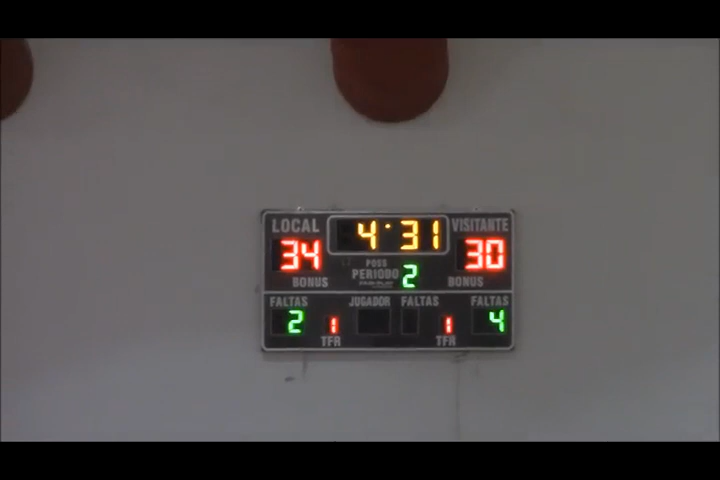 LOCAL 4:31 VISITANTE
34 30
POSS
PERIODO 2
BONUS BONUS
FALTAS JUGADOR FALTAS FALTAS
2 1 1 4
TFR TFR